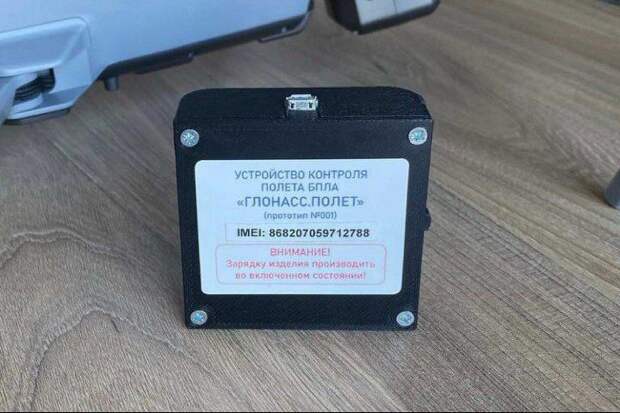 УСТРОЙСТВО КОНТРОЛЯ
ПОЛЕТА БПЛА
«ГЛОНАСС.ПОЛЕТ»
(прототип №001)
IMEI: 868207059712788
ВНИМАНИЕ!
Зарядку изделия производить
во включенном состоянии!